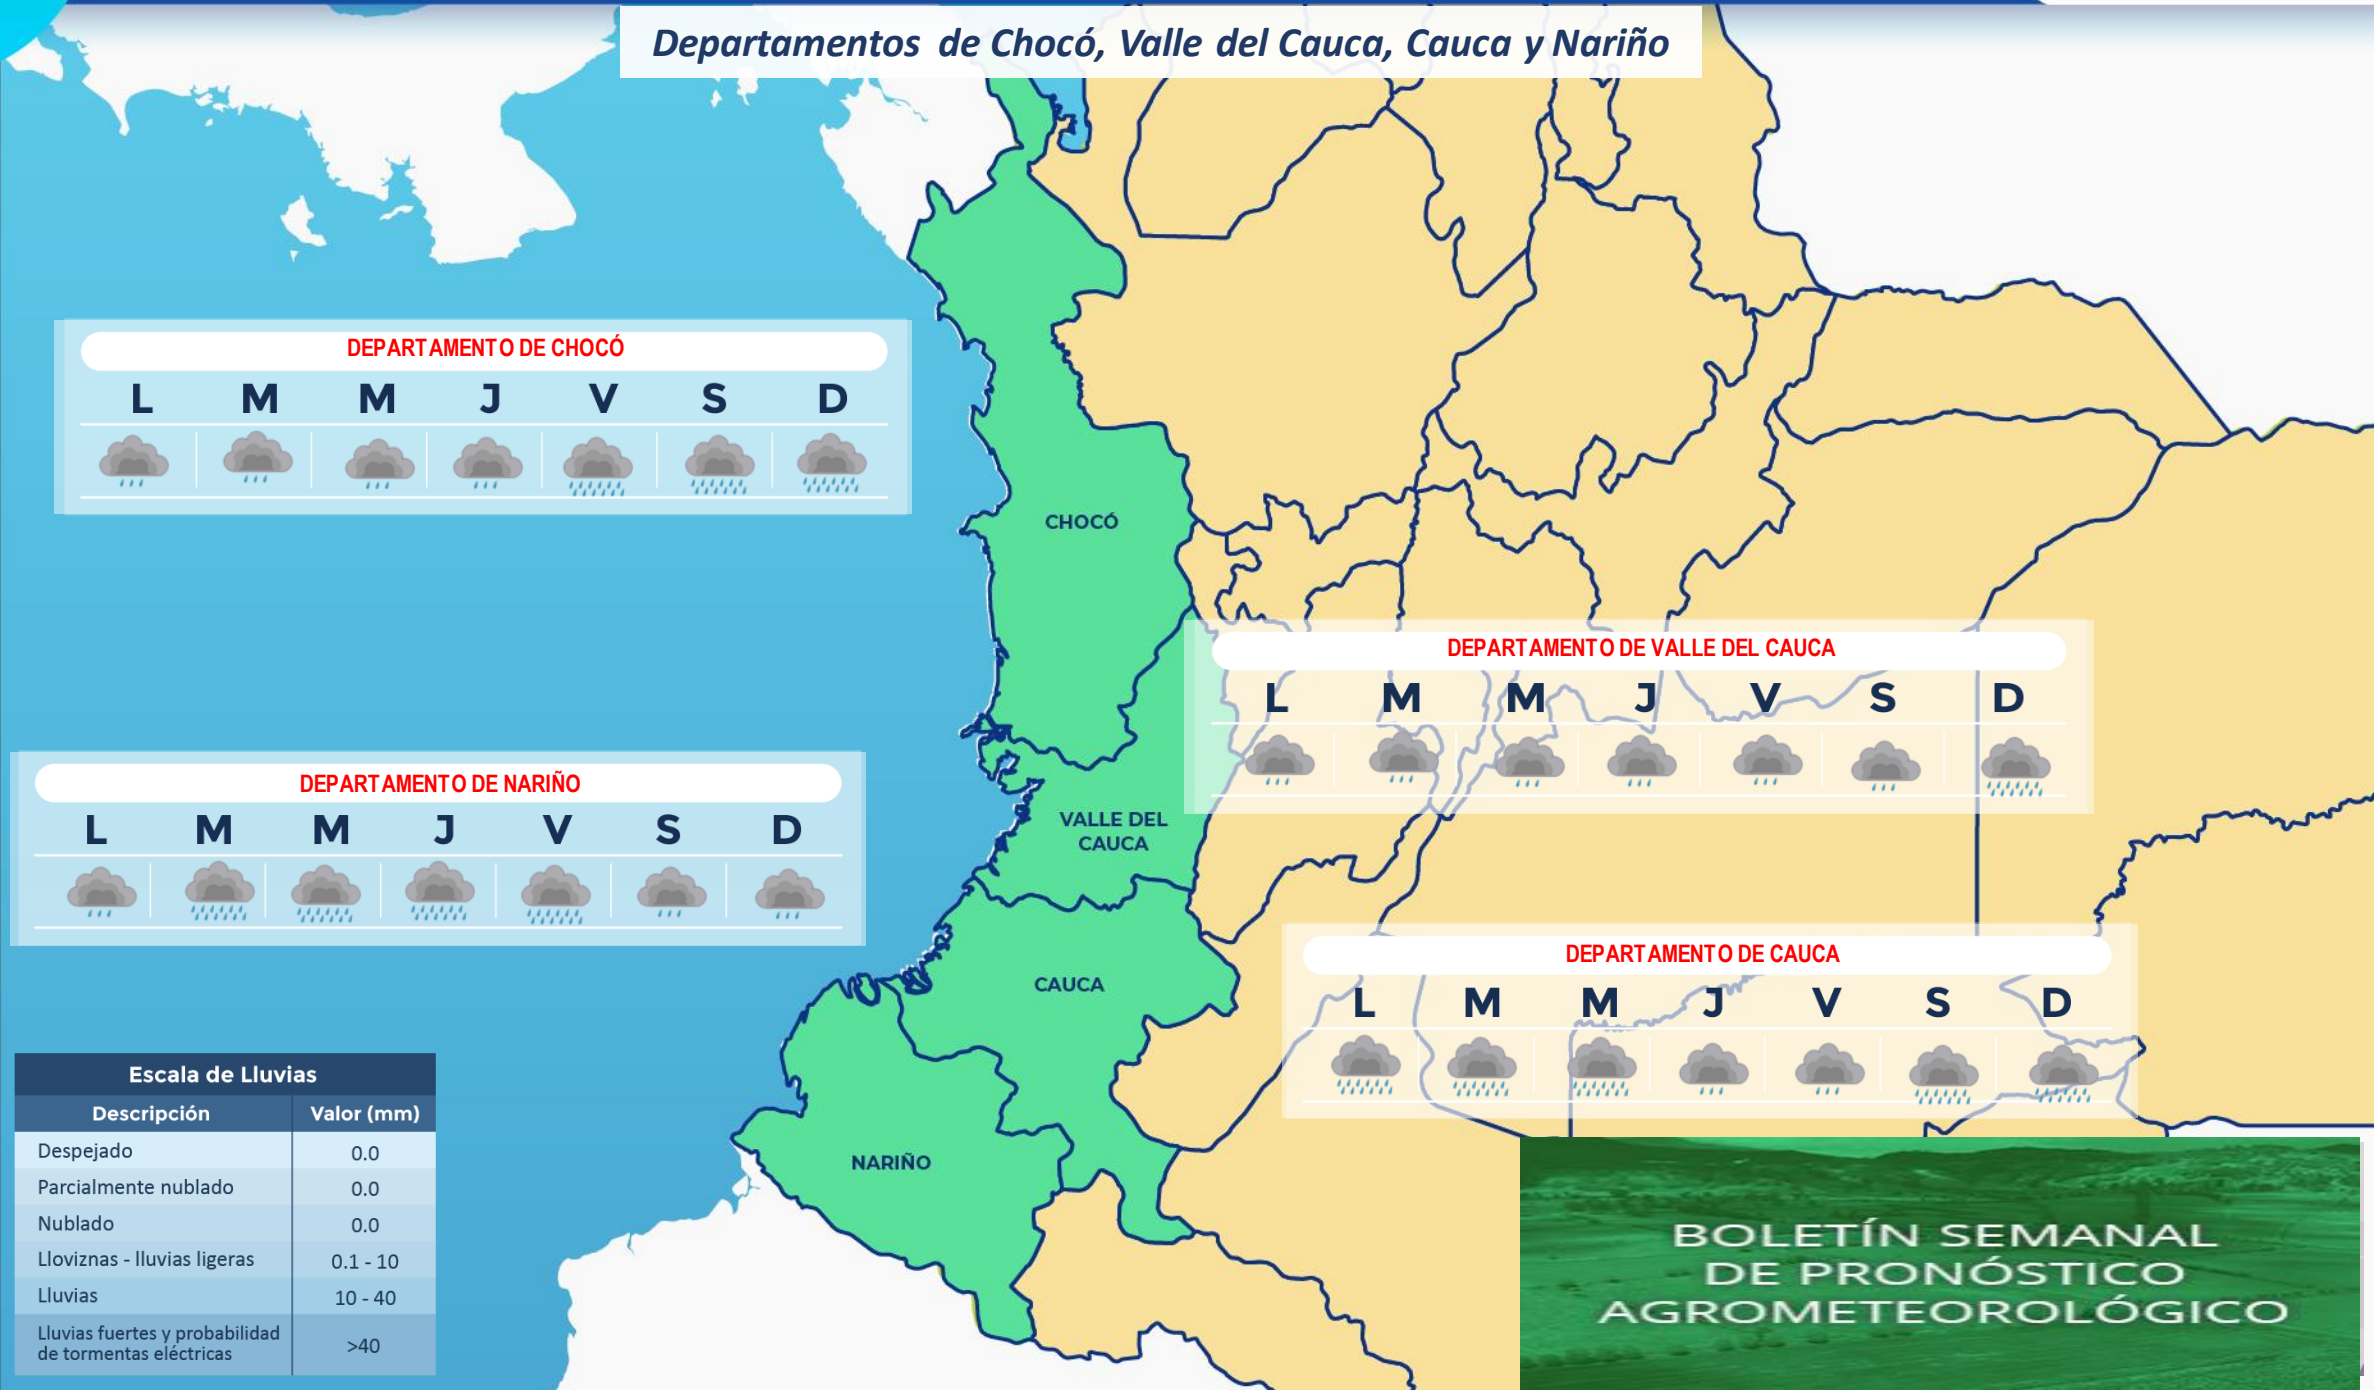 Departamentos de Chocó, Valle del Cauca, Cauca y Nariño
DEPARTAMENTO DE CHOCÓ
L M M J V S D
CHOCÓ
DEPARTAMENTO DE VALLE DEL CAUCA
L M M J V S D
DEPARTAMENTO DE NARIÑO
L M M J V S D
VALLE DEL
CAUCA
DEPARTAMENTO DE CAUCA
L M M J V S D
CAUCA
NARIÑO
Escala de Lluvias
Descripción Valor (mm)
Despejado 0.0
Parcialmente nublado 0.0
Nublado 0.0
Lloviznas - lluvias ligeras 0.1 - 10
Lluvias 10 - 40
Lluvias fuertes y probabilidad
de tormentas eléctricas >40
BOLETÍN SEMANAL
DE PRONÓSTICO
AGROMETEOROLÓGICO